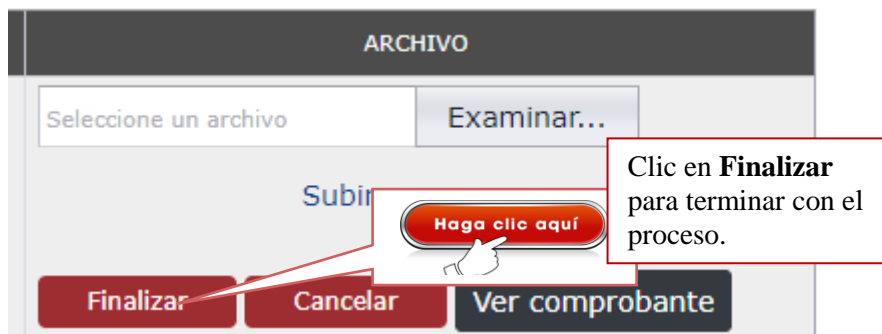 ARCHIVO
Seleccione un archivo
Examinar...
Clic en Finalizar
para terminar con el
proceso.
Subir
Haga clic aquí
Finalizar
Cancelar
Ver comprobante